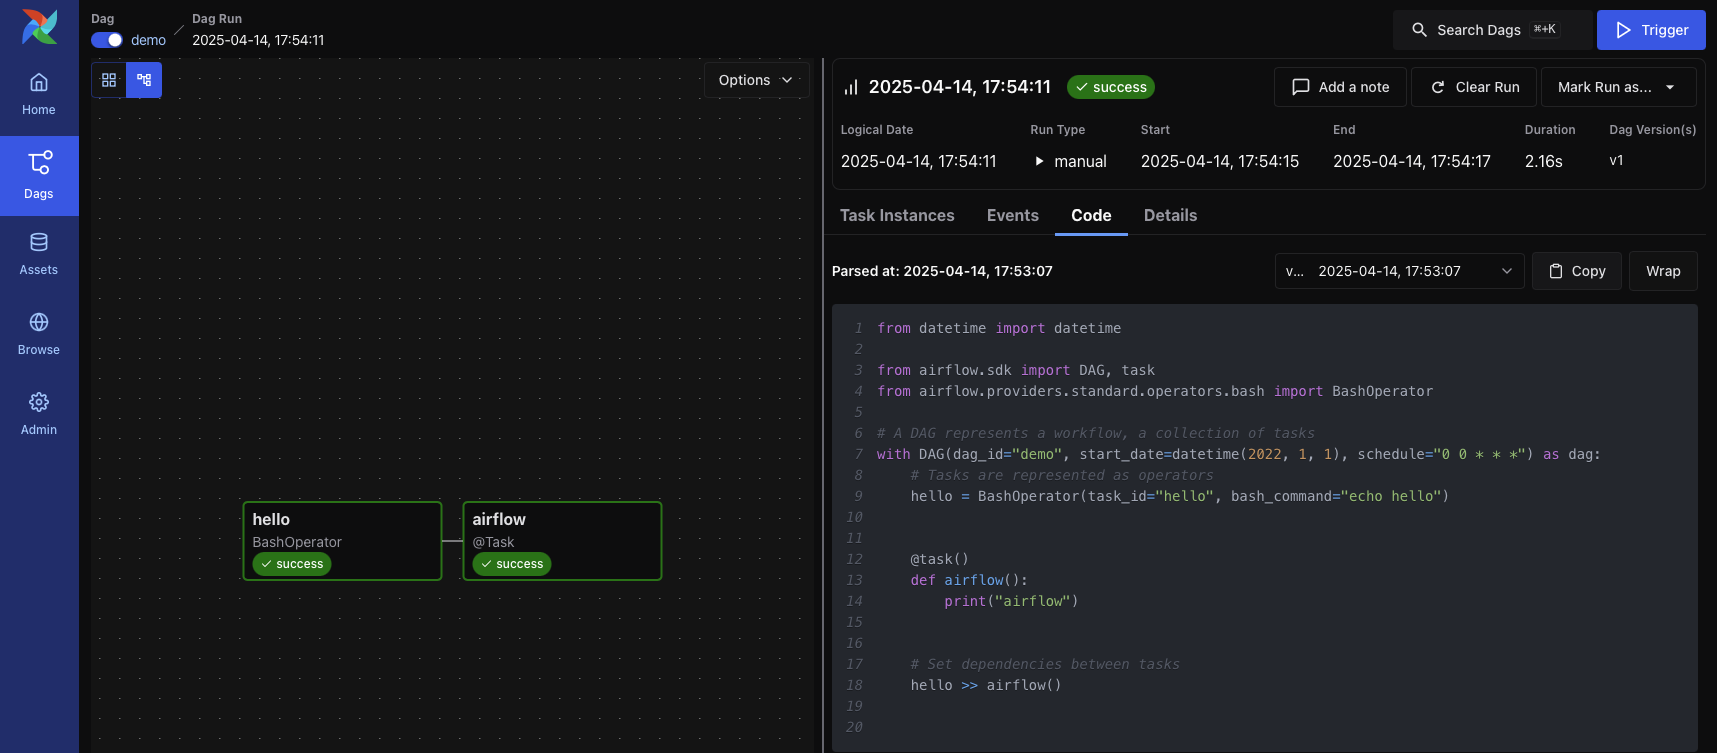 Dag
demo
Dag Run
2025-04-14, 17:54:11
Search Dags ⌘+K
Trigger
Home
Dags
Assets
Browse
Admin
Options
hello
BashOperator
success
airflow
@Task
success
2025-04-14, 17:54:11 success
Add a note
Clear Run
Mark Run as...
Logical Date Run Type Start End Duration Dag Version(s)
2025-04-14, 17:54:11 manual 2025-04-14, 17:54:15 2025-04-14, 17:54:17 2.16s v1
Task Instances Events Code Details
Parsed at: 2025-04-14, 17:53:07
v... 2025-04-14, 17:53:07
Copy
Wrap
1 from datetime import datetime
2
3 from airflow.sdk import DAG, task
4 from airflow.providers.standard.operators.bash import BashOperator
5
6 # A DAG represents a workflow, a collection of tasks
7 with DAG(dag_id="demo", start_date=datetime(2022, 1, 1), schedule="0 0 * * *") as dag:
8     # Tasks are represented as operators
9     hello = BashOperator(task_id="hello", bash_command="echo hello")
10
11
12     @task()
13     def airflow():
14         print("airflow")
15
16
17     # Set dependencies between tasks
18     hello >> airflow()
19
20